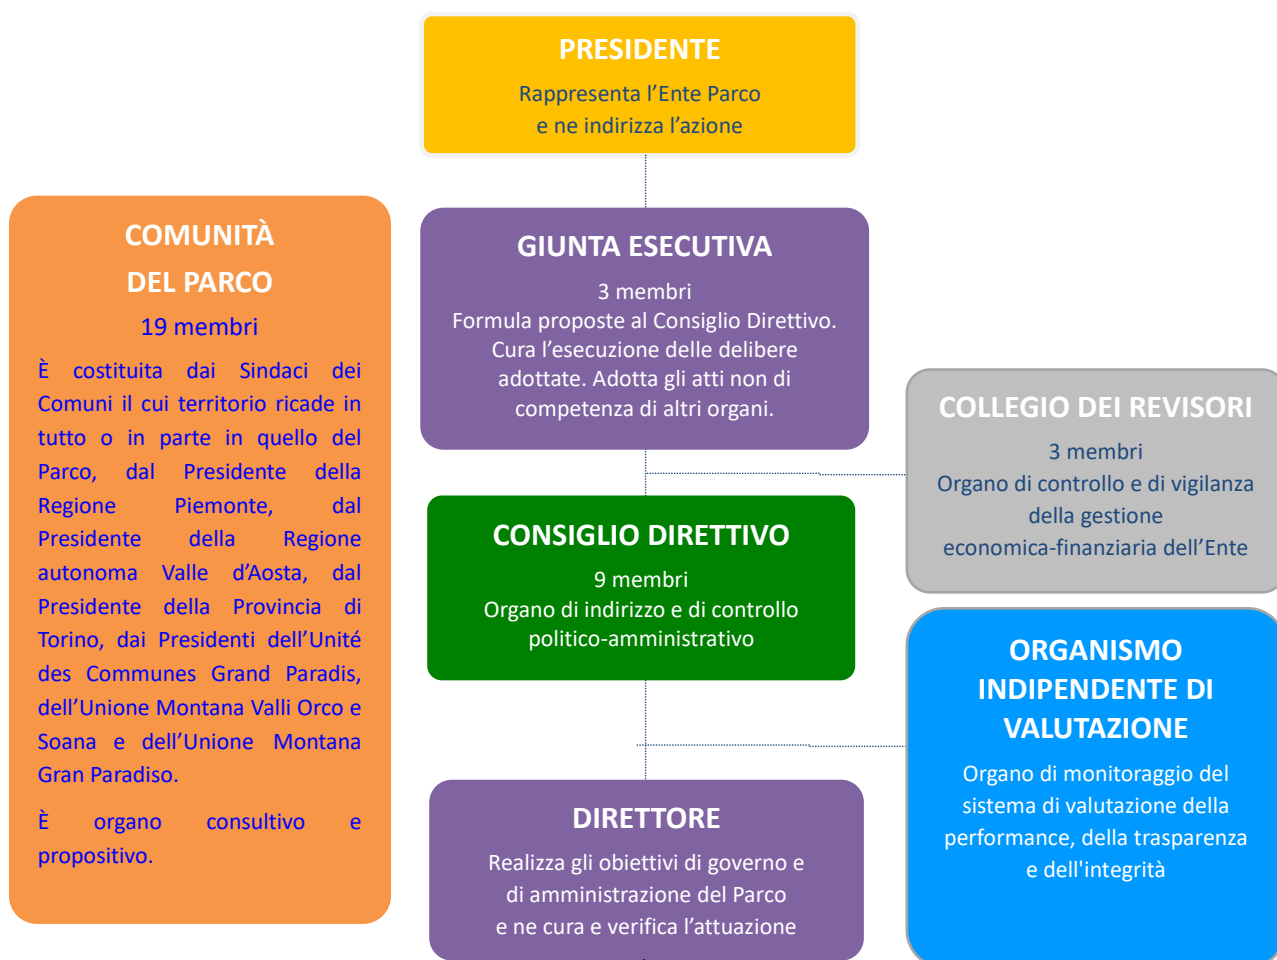 PRESIDENTE
Rappresenta l’Ente Parco
e ne indirizza l’azione
COMUNITÀ
DEL PARCO
19 membri
È costituita dai Sindaci dei
Comuni il cui territorio ricade in
tutto o in parte in quello del
Parco, dal Presidente della
Regione Piemonte, dal
Presidente della Regione
autonoma Valle d’Aosta, dal
Presidente della Provincia di
Torino, dai Presidenti dell’Unité
des Communes Grand Paradis,
dell’Unione Montana Valli Orco e
Soana e dell’Unione Montana
Gran Paradiso.
È organo consultivo e
propositivo.
GIUNTA ESECUTIVA
3 membri
Formula proposte al Consiglio Direttivo.
Cura l’esecuzione delle delibere
adottate. Adotta gli atti non di
competenza di altri organi.
COLLEGIO DEI REVISORI
3 membri
Organo di controllo e di vigilanza
della gestione
economica-finanziaria dell’Ente
CONSIGLIO DIRETTIVO
9 membri
Organo di indirizzo e di controllo
politico-amministrativo
ORGANISMO
INDIPENDENTE DI
VALUTAZIONE
Organo di monitoraggio del
sistema di valutazione della
performance, della trasparenza
e dell'integrità
DIRETTORE
Realizza gli obiettivi di governo e
di amministrazione del Parco
e ne cura e verifica l’attuazione